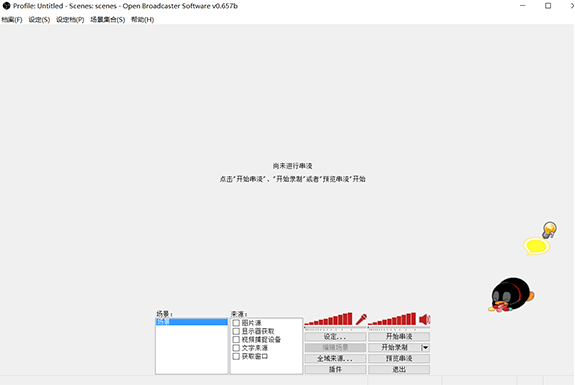 Profile: Untitled - Scenes: scenes - Open Broadcaster Software v0.657b
档案(F) 设定(S) 设定档(P) 场景集合(S) 帮助(H)
尚未进行串流
点击"开始串流"、"开始录制"或者"预览串流"开始
场景: 来源:
场景
图片源
显示器获取
视频捕捉设备
文字来源
获取窗口
设定... 开始串流
编辑场景 开始录制
全域来源... 预览串流
插件 退出